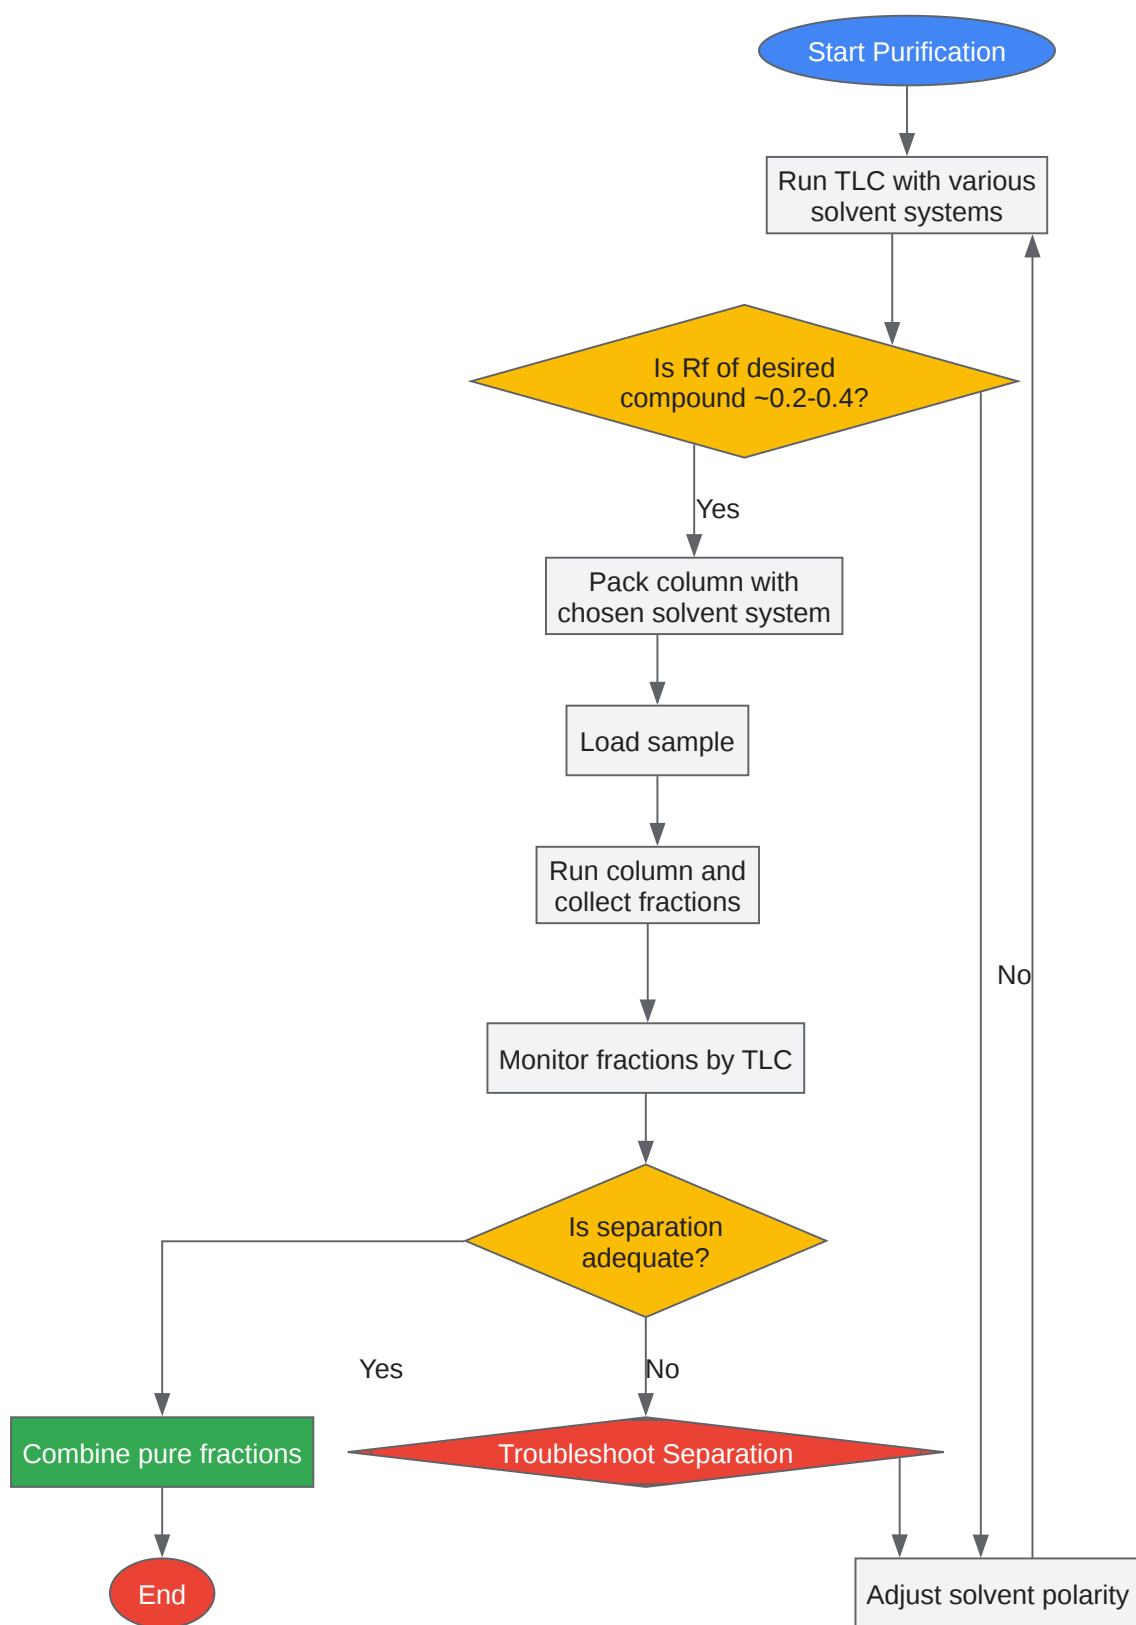 Start Purification
Run TLC with various
solvent systems
Is Rf of desired
compound ~0.2-0.4?
Yes
Pack column with
chosen solvent system
Load sample
Run column and
collect fractions
No
Monitor fractions by TLC
Is separation
adequate?
Yes
No
Combine pure fractions
Troubleshoot Separation
End
Adjust solvent polarity